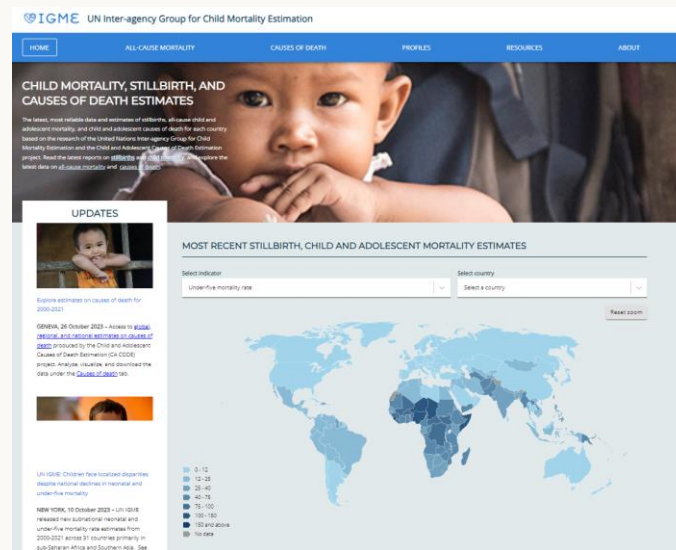 IGME UN Inter-agency Group for Child Mortality Estimation
HOME ALL-CAUSE MORTALITY CAUSES OF DEATH PROFILES RESOURCES ABOUT
CHILD MORTALITY, STILLBIRTH, AND
CAUSES OF DEATH ESTIMATES
The latest, most reliable data and estimates of stillbirths, all-cause child and
adolescent mortality, and child and adolescent causes of death for each country
based on the research of the United Nations Inter-agency Group for Child
Mortality Estimation and the Child and Adolescent Causes of Death Estimation
project. Read the latest reports on stillbirths and child mortality, and explore the
latest data on all-cause mortality and causes of death.
UPDATES
Explore estimates on causes of death for
2000-2021
GENEVA, 26 October 2023 – Access to global,
regional, and national estimates on causes of
death produced by the Child and Adolescent
Causes of Death Estimation (CA CODE)
project. Analyse, visualize, and download the
data under the Causes of death tab.
UN IGME: Children face localized disparities
despite national declines in neonatal and
under-five mortality
NEW YORK, 10 October 2023 – UN IGME
released new subnational neonatal and
under-five mortality rate estimates from
2000-2021 across 31 countries primarily in
sub-Saharan Africa and Southern Asia. See
MOST RECENT STILLBIRTH, CHILD AND ADOLESCENT MORTALITY ESTIMATES
Select indicator Select country
Under-five mortality rate Select a country
Reset zoom
0 - 12
12 - 25
25 - 40
40 - 75
75 - 100
100 - 150
150 and above
No data